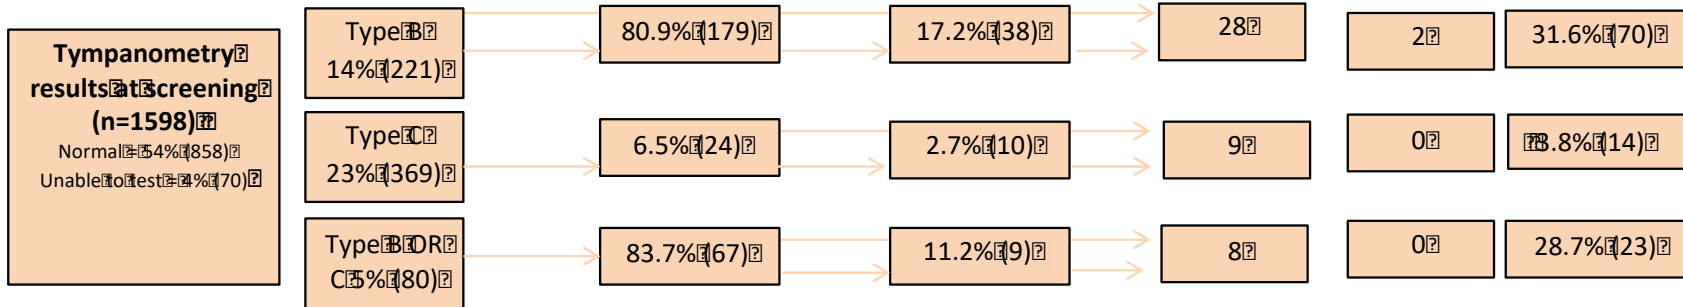 Tympanometry
results at screening
(n=1598)
Normal = 54% (858)
Unable to test = 4% (70)
Type B
14% (221)
80.9% (179)
17.2% (38)
28
2
31.6% (70)
Type C
23% (369)
6.5% (24)
2.7% (10)
9
0
3.8% (14)
Type B OR
C 5% (80)
83.7% (67)
11.2% (9)
8
0
28.7% (23)